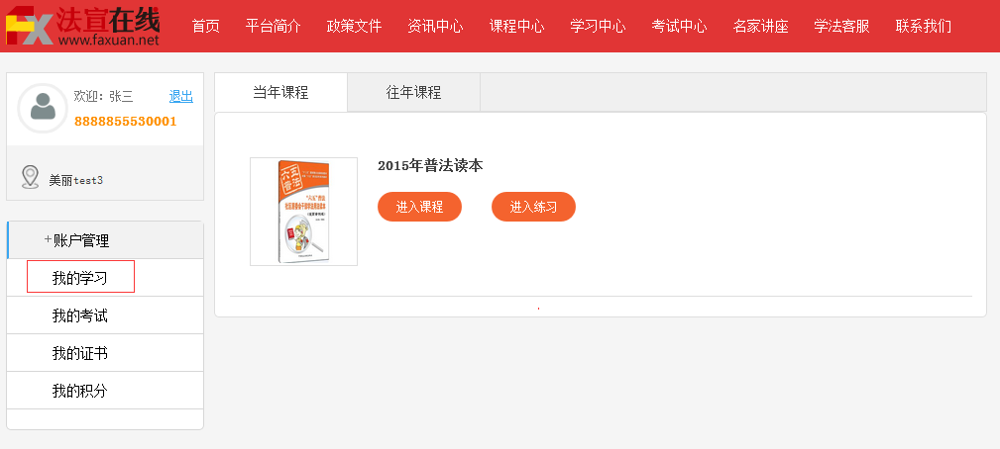 法宣在线
www.faxuan.net
首页 平台简介 政策文件 资讯中心 课程中心 学习中心 考试中心 名家讲座 学法客服 联系我们
欢迎：张三 退出
8888855530001
美丽test3
+账户管理
我的学习
我的考试
我的证书
我的积分
当年课程 往年课程
六五普法
2015年普法读本
进入课程 进入练习